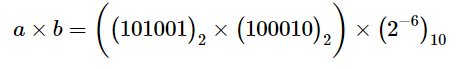 a × b = ((101001)₂ × (100010)₂) × (2⁻⁶)₁₀